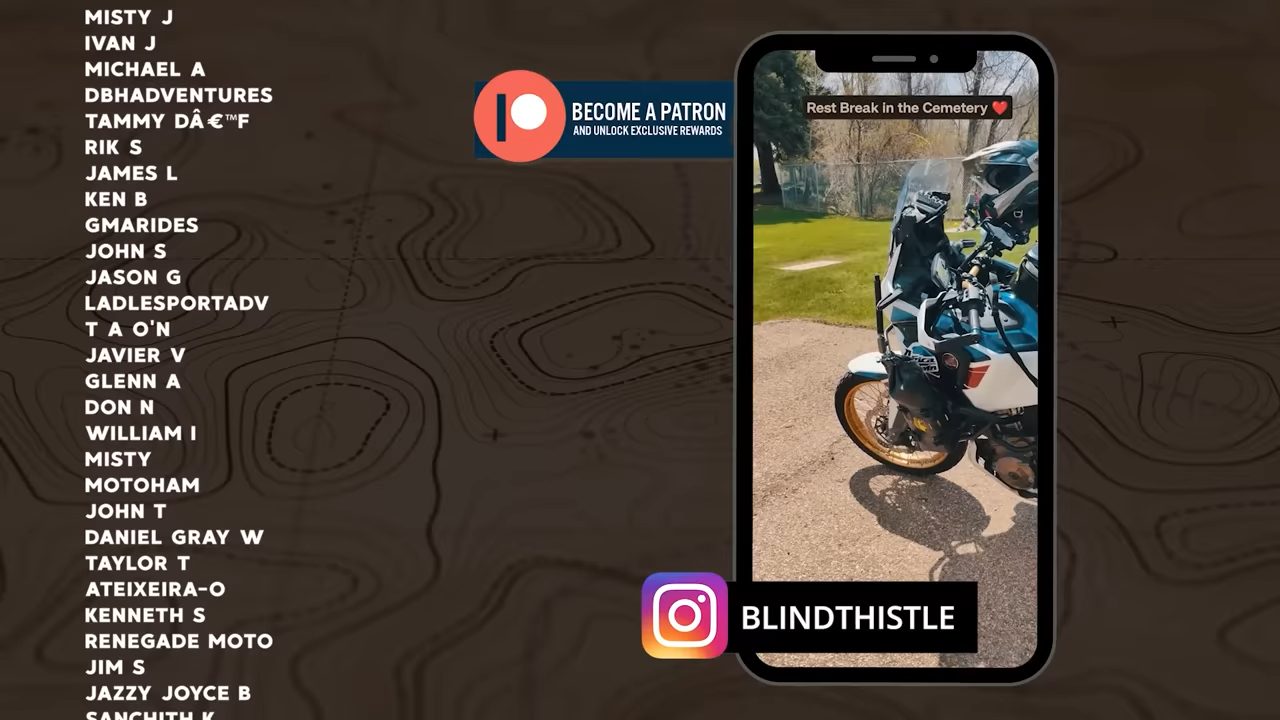 MISTY J
IVAN J
MICHAEL A
DBHADVENTURES
TAMMY DÂ€™F
RIK S
JAMES L
KEN B
GMARIDES
JOHN S
JASON G
LADLESPORTADV
T A O'N
JAVIER V
GLENN A
DON N
WILLIAM I
MISTY
MOTOHAM
JOHN T
DANIEL GRAY W
TAYLOR T
ATEIXEIRA-O
KENNETH S
RENEGADE MOTO
JIM S
JAZZY JOYCE B
SANCHITH K
BECOME A PATRON
AND UNLOCK EXCLUSIVE REWARDS
Rest Break in the Cemetery ❤️
BLINDTHISTLE